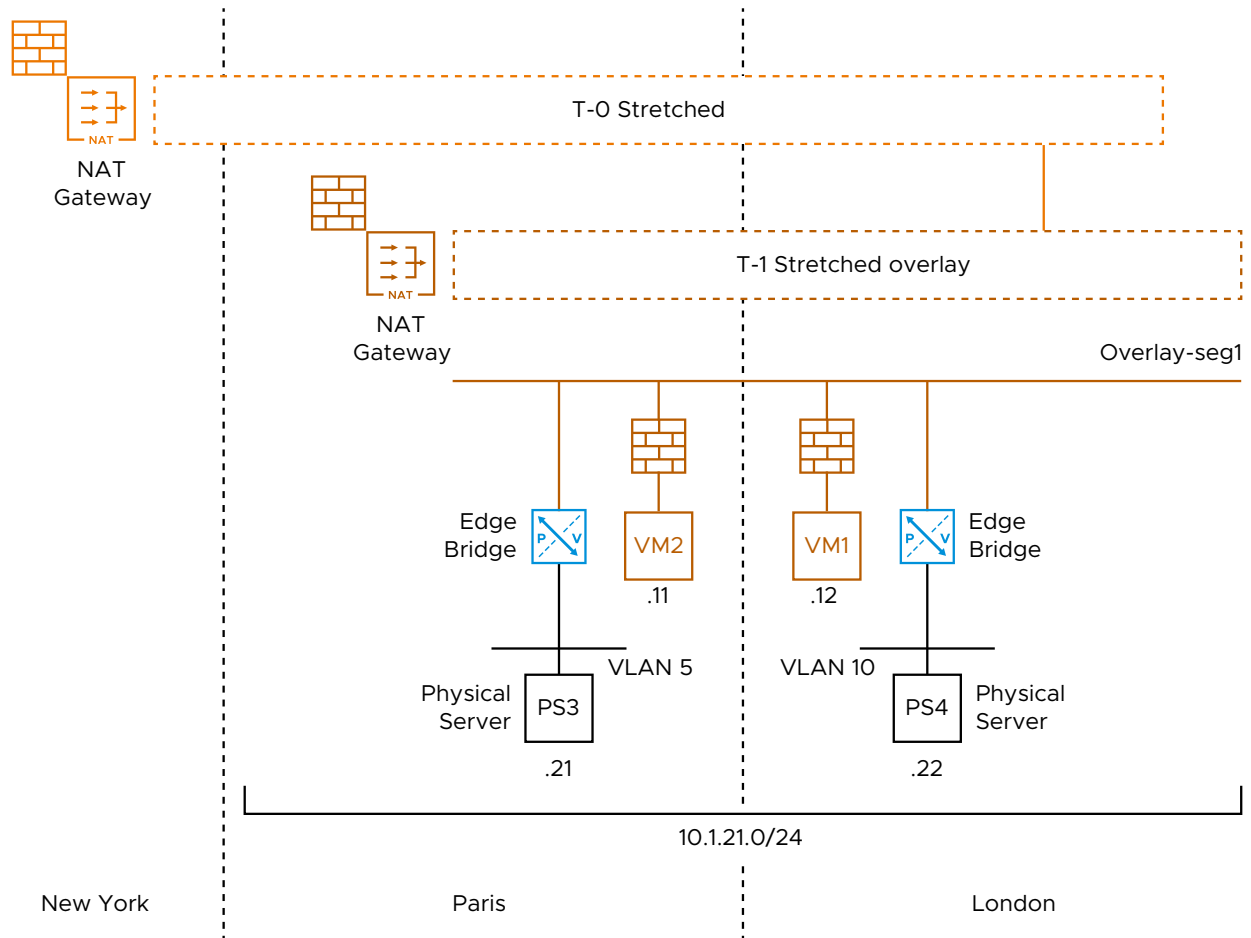 T-0 Stretched
NAT
NAT
Gateway
T-1 Stretched overlay
NAT
NAT
Gateway
Overlay-seg1
Edge
Bridge
P V
VM2
VM1
P V
Edge
Bridge
.11
.12
VLAN 5
VLAN 10
Physical
Server
PS3
PS4
Physical
Server
.21
.22
10.1.21.0/24
New York
Paris
London